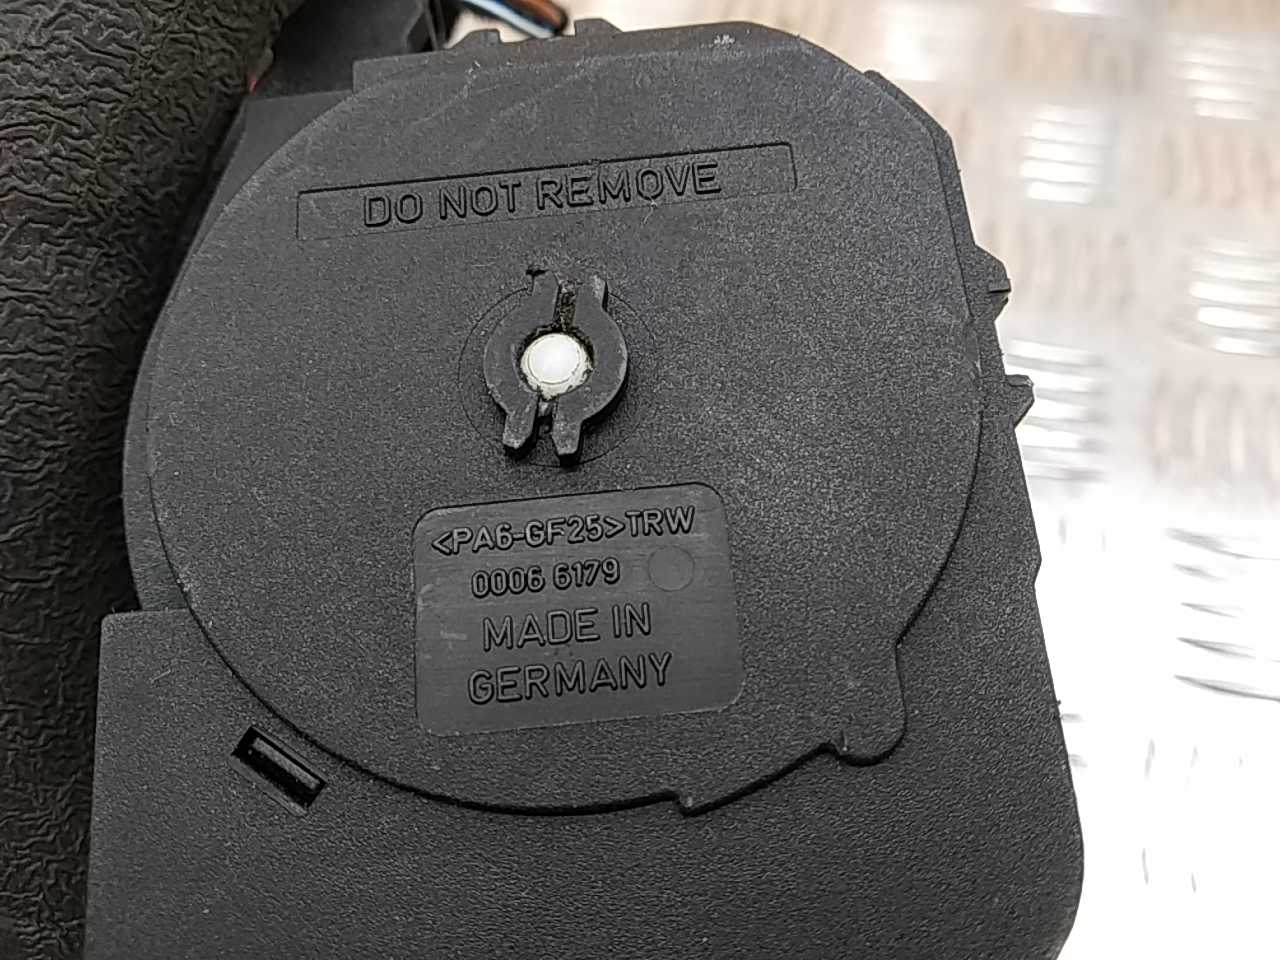 DO NOT REMOVE
<PA6-GF25>TRW
0006 6179
MADE IN
GERMANY